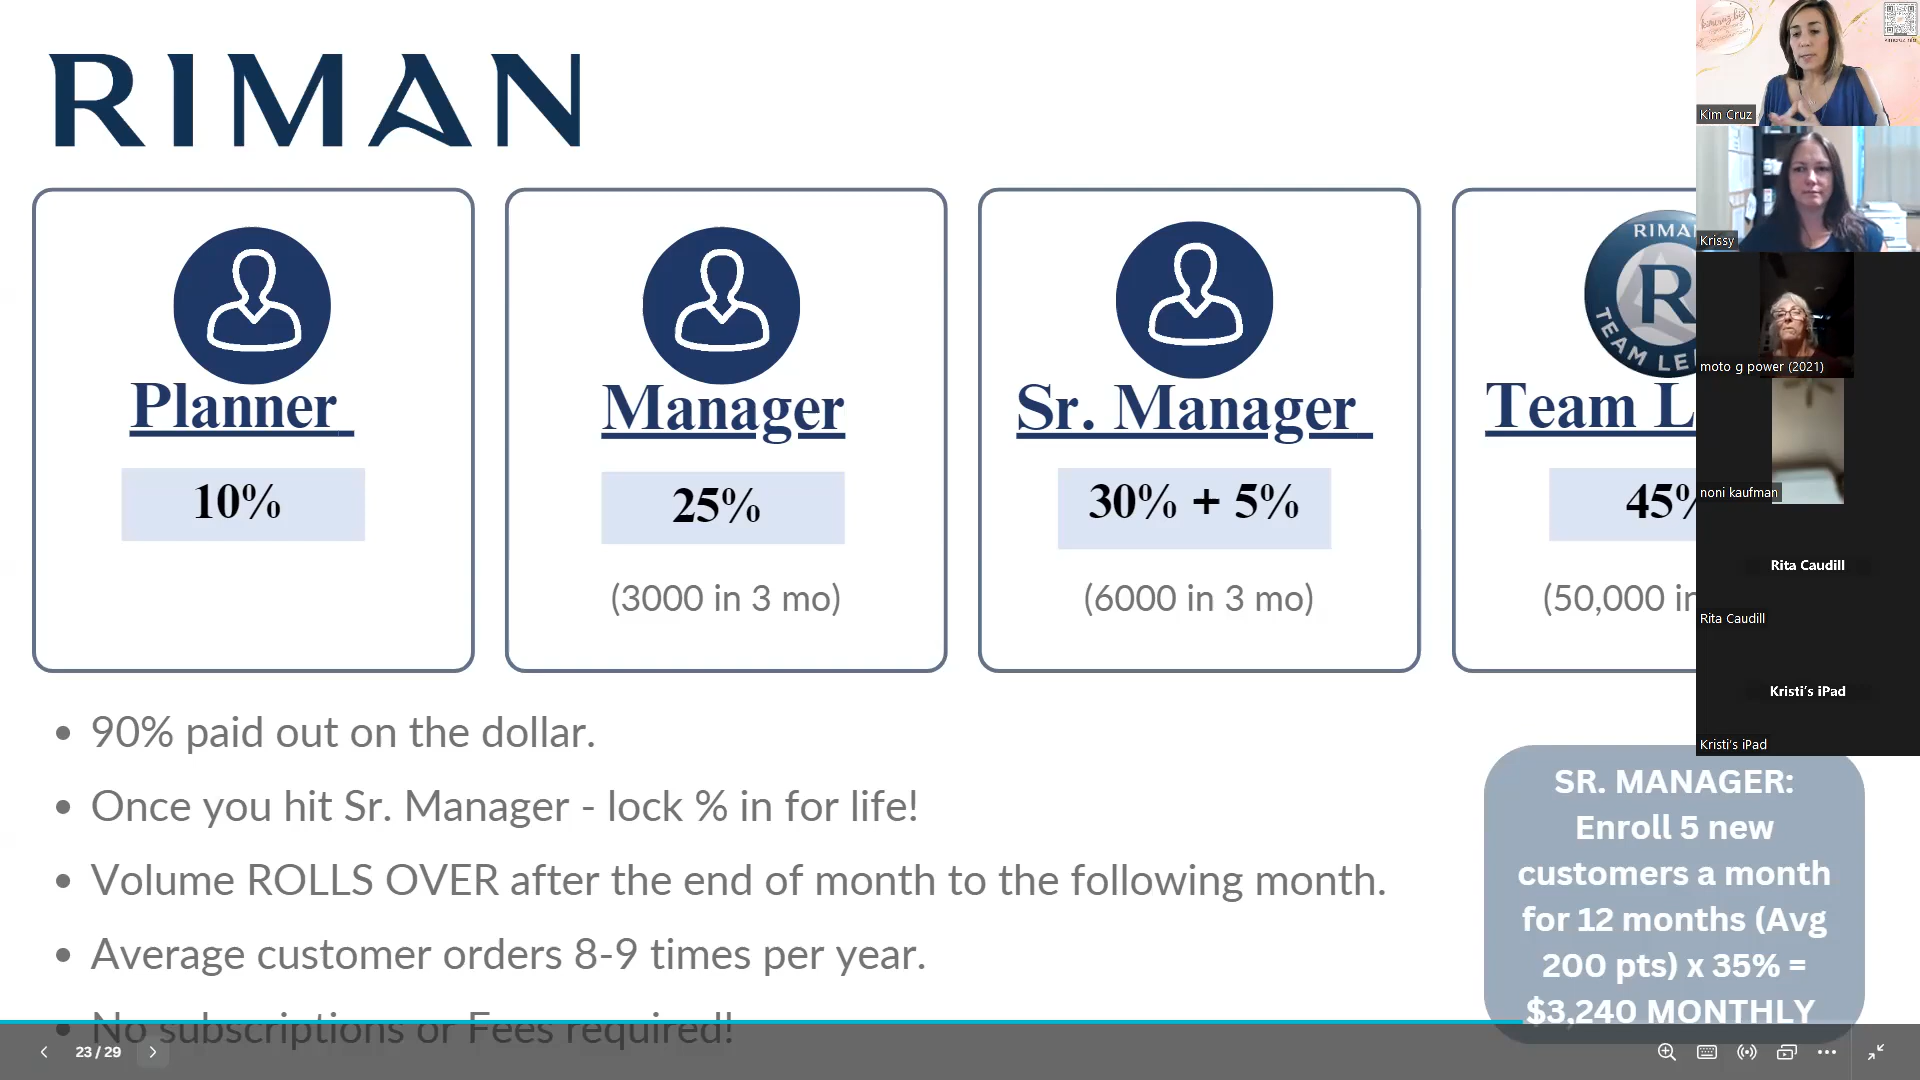 RIMAN
Planner
10%
Manager
25%
(3000 in 3 mo)
Sr. Manager
30% + 5%
(6000 in 3 mo)
RIMA
R
TEAM LE
Team L
45%
(50,000 in
• 90% paid out on the dollar.
• Once you hit Sr. Manager - lock % in for life!
• Volume ROLLS OVER after the end of month to the following month.
• Average customer orders 8-9 times per year.
• No subscriptions or Fees required!
SR. MANAGER:
Enroll 5 new
customers a month
for 12 months (Avg
200 pts) x 35% =
$3,240 MONTHLY
Kim Cruz
Krissy
moto g power (2021)
noni kaufman
Rita Caudill
Rita Caudill
Kristi's iPad
Kristi's iPad
23 / 29